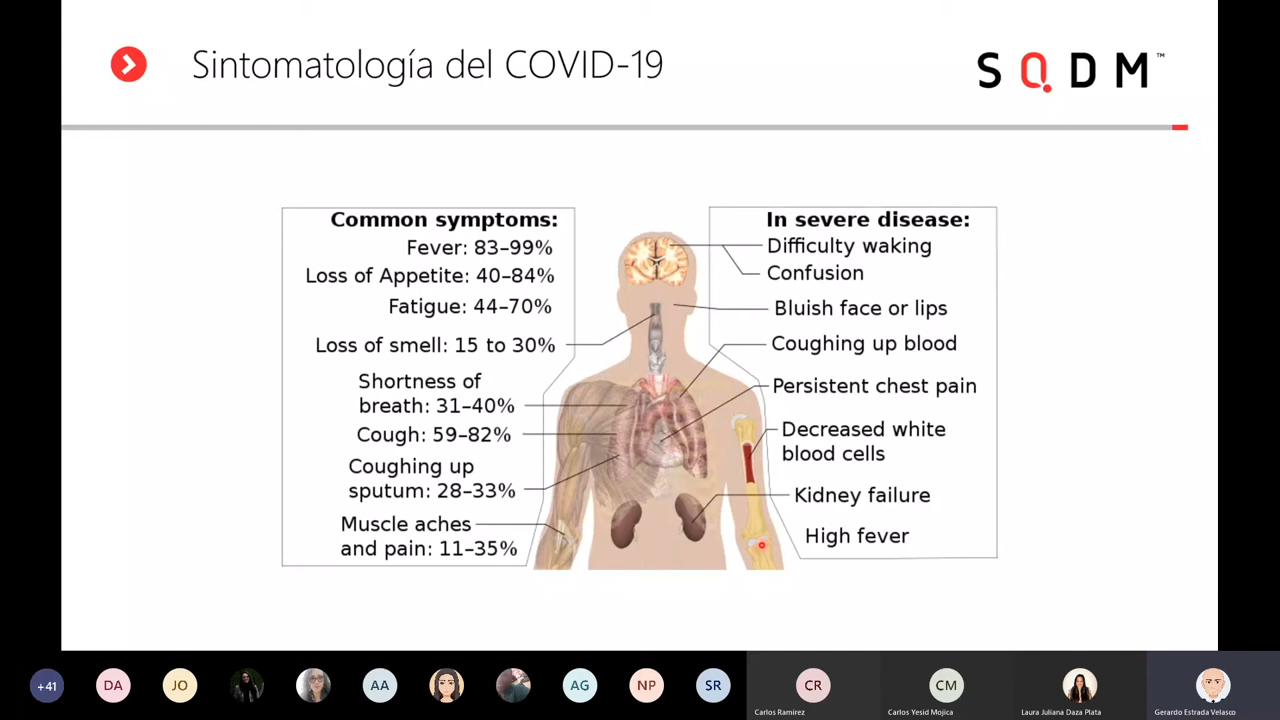 Sintomatología del COVID-19
SQDM™
Common symptoms:
Fever: 83–99%
Loss of Appetite: 40–84%
Fatigue: 44–70%
Loss of smell: 15 to 30%
Shortness of
breath: 31–40%
Cough: 59–82%
Coughing up
sputum: 28–33%
Muscle aches
and pain: 11–35%
In severe disease:
Difficulty waking
Confusion
Bluish face or lips
Coughing up blood
Persistent chest pain
Decreased white
blood cells
Kidney failure
High fever
+41
DA
JO
AA
AG
NP
SR
CR
CM
Carlos Ramirez
Carlos Yesid Mojica
Laura Juliana Daza Plata
Gerardo Estrada Velasco